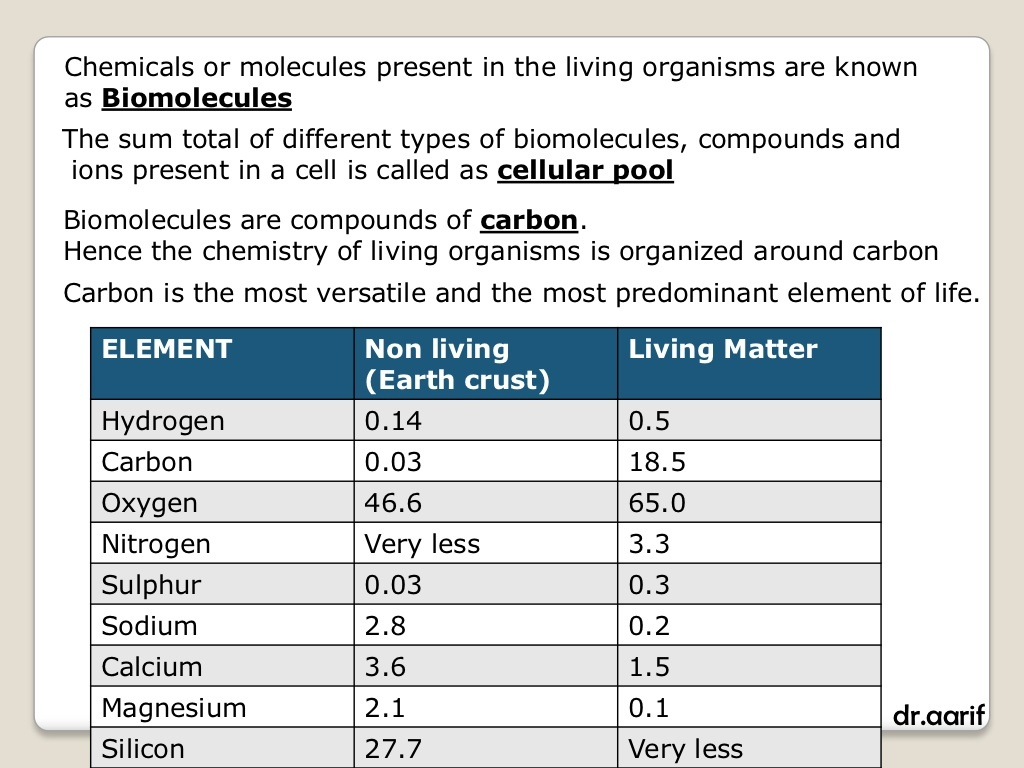 Chemicals or molecules present in the living organisms are known
as Biomolecules
The sum total of different types of biomolecules, compounds and
ions present in a cell is called as cellular pool
Biomolecules are compounds of carbon.
Hence the chemistry of living organisms is organized around carbon
Carbon is the most versatile and the most predominant element of life.
ELEMENT Non living (Earth crust) Living Matter
Hydrogen 0.14 0.5
Carbon 0.03 18.5
Oxygen 46.6 65.0
Nitrogen Very less 3.3
Sulphur 0.03 0.3
Sodium 2.8 0.2
Calcium 3.6 1.5
Magnesium 2.1 0.1
Silicon 27.7 Very less
dr.aarif